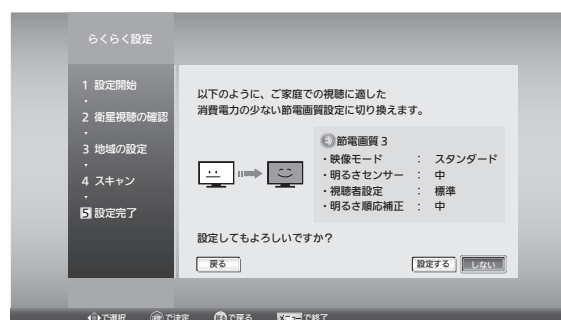 らくらく設定
1 設定開始
2 衛星視聴の確認
3 地域の設定
4 スキャン
5 設定完了
以下のように、ご家庭での視聴に適した
消費電力の少ない節電画質設定に切り換えます。
節電画質 3
・映像モード : スタンダード
・明るさセンサー : 中
・視聴者設定 : 標準
・明るさ順応補正 : 中
設定してもよろしいですか?
戻る 設定する しない
で選択 で決定 で戻る メニュー で終了